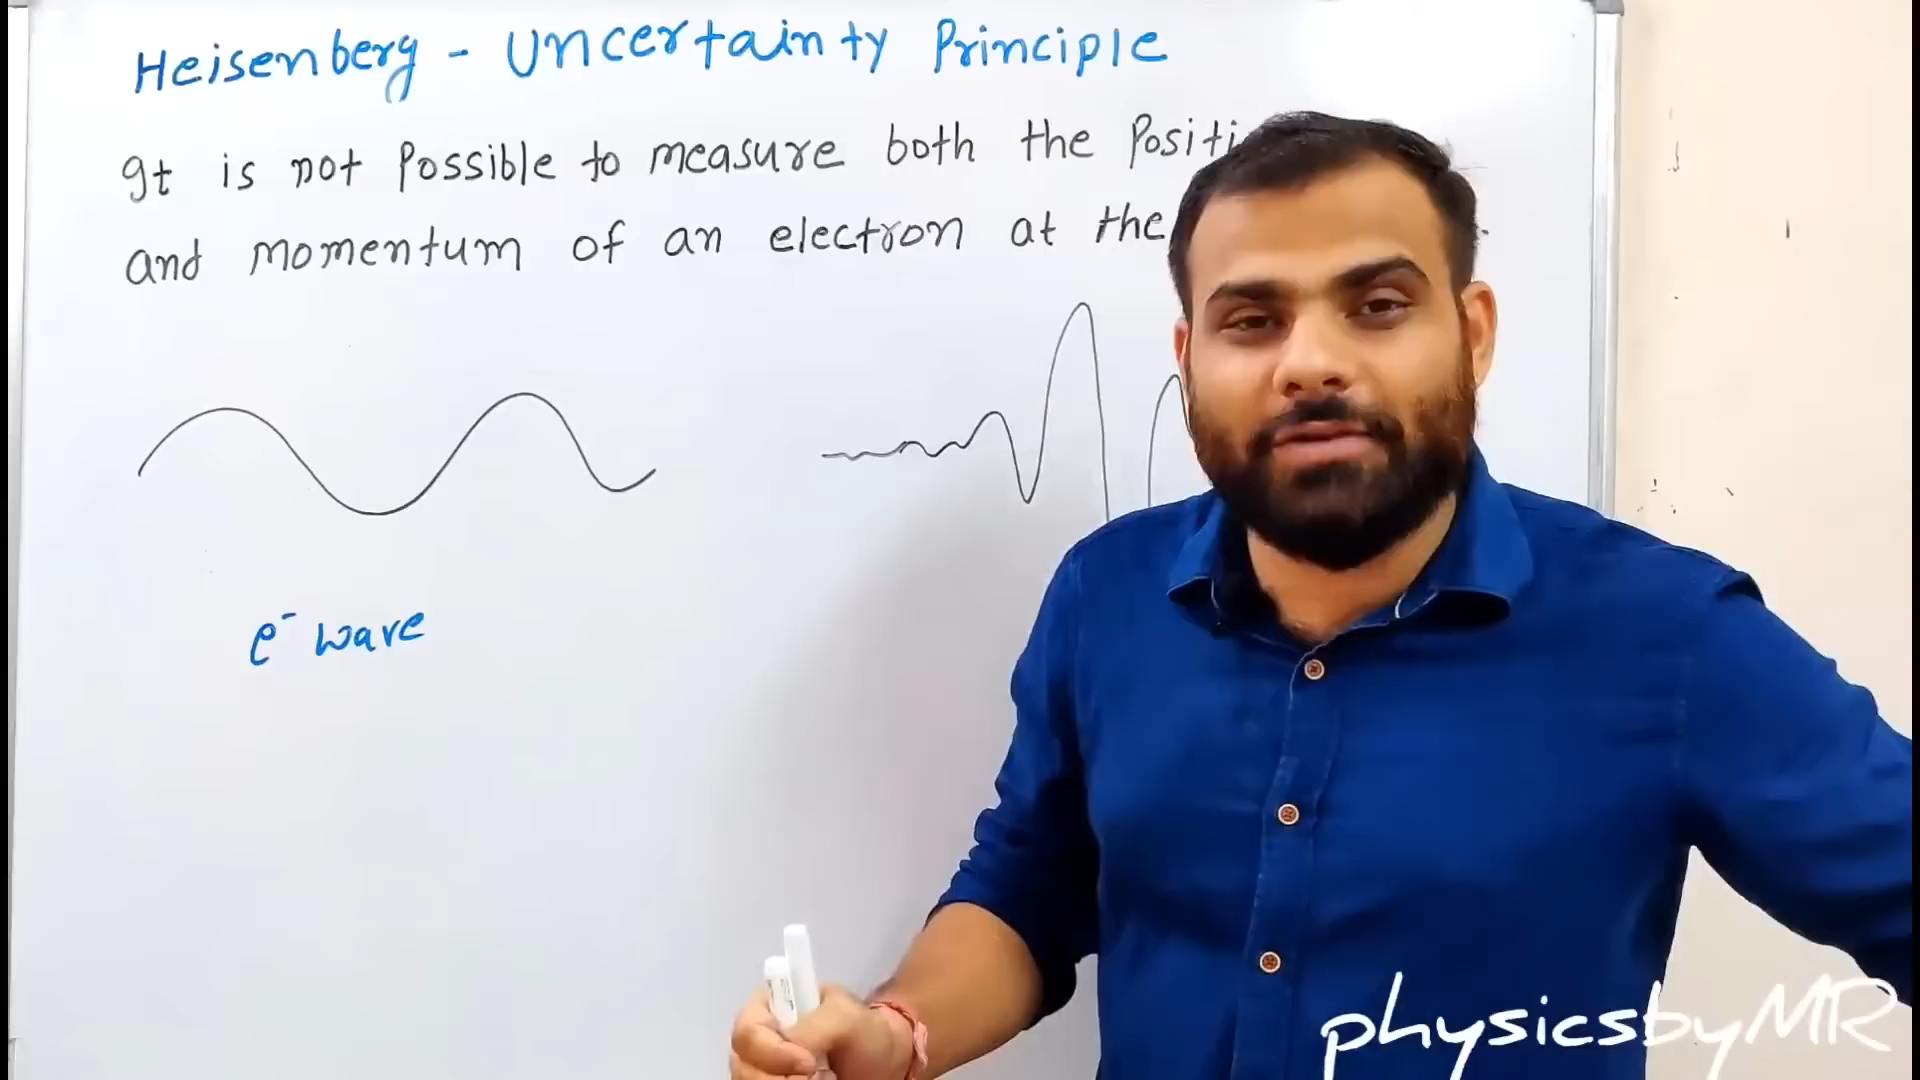 Heisenberg - Uncertainty Principle
It is not possible to measure both the Positi
and momentum of an electron at the
e⁻ wave
physicsbyMR